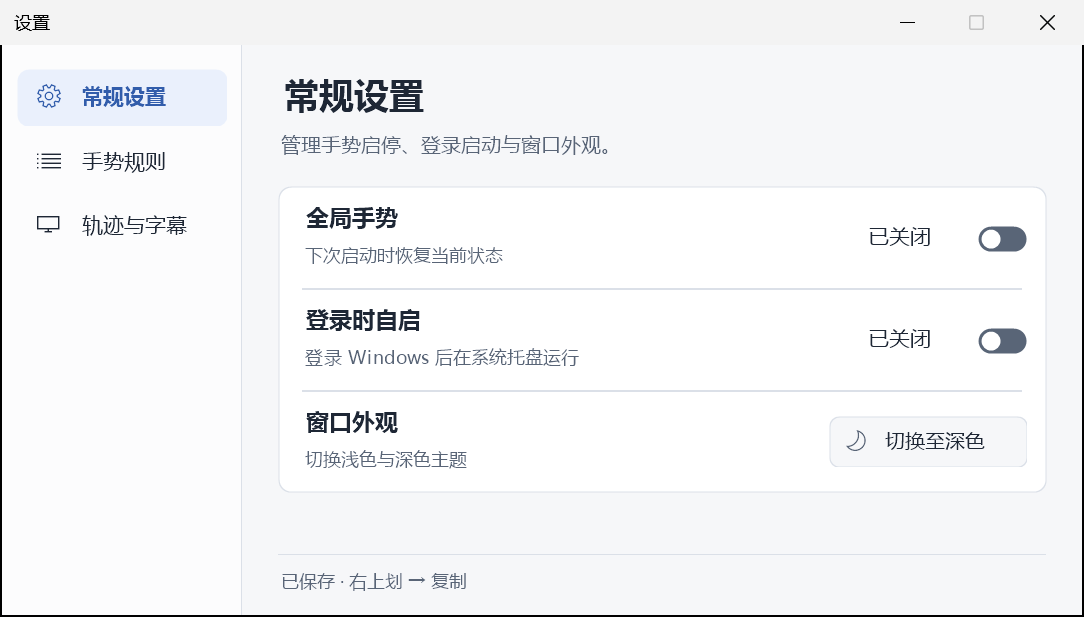 设置
常规设置
手势规则
轨迹与字幕
常规设置
管理手势启停、登录启动与窗口外观。
全局手势
下次启动时恢复当前状态
已关闭
登录时自启
登录 Windows 后在系统托盘运行
已关闭
窗口外观
切换浅色与深色主题
切换至深色
已保存 · 右上划 → 复制